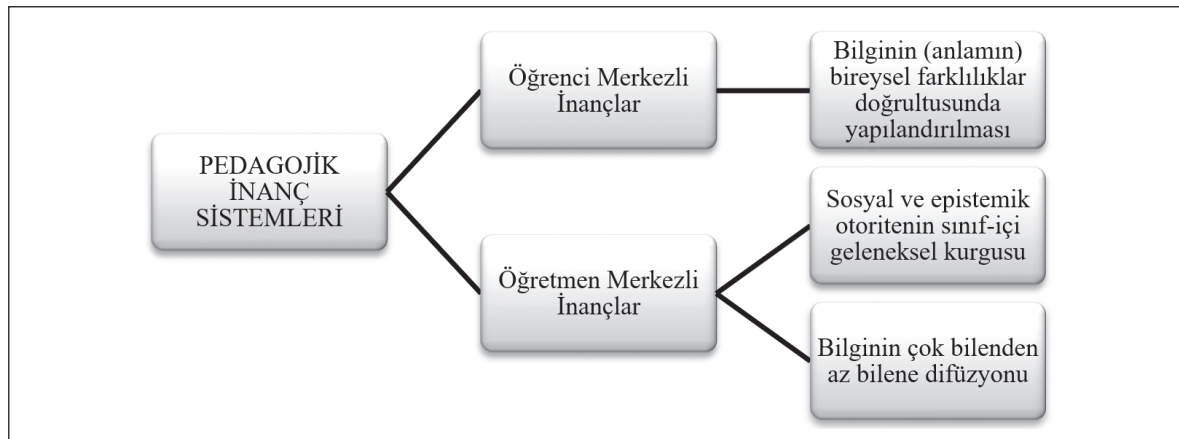 PEDAGOJİK
İNANÇ
SİSTEMLERİ
Öğrenci Merkezli
İnançlar
Bilginin (anlamın)
bireysel farklılıklar
doğrultusunda
yapılandırılması
Öğretmen Merkezli
İnançlar
Sosyal ve epistemik
otoritenin sınıf-içi
geleneksel kurgusu
Bilginin çok bilenden
az bilene difüzyonu